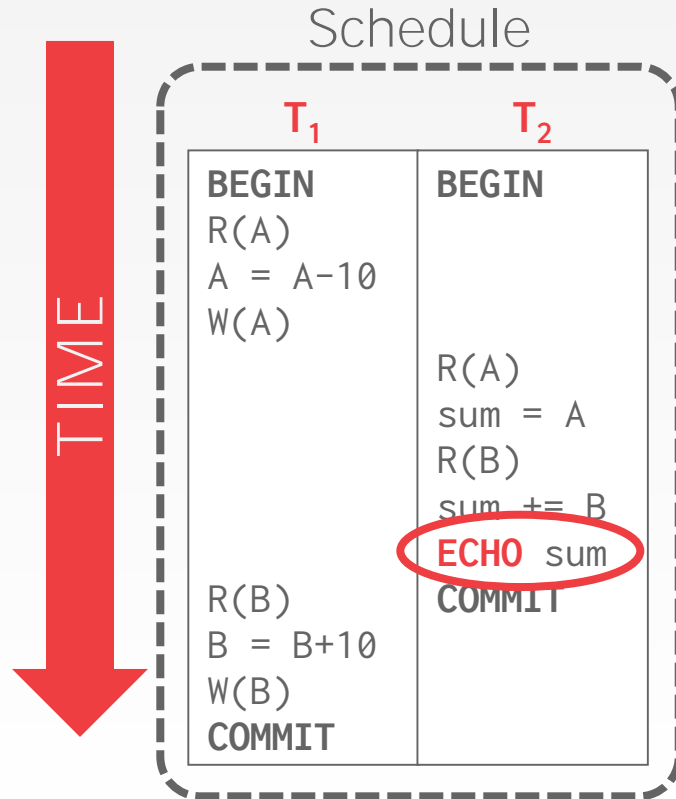 Schedule
TIME
T₁ T₂
BEGIN BEGIN
R(A)
A = A-10
W(A)
R(A)
sum = A
R(B)
sum += B
ECHO sum
R(B) COMMIT
B = B+10
W(B)
COMMIT